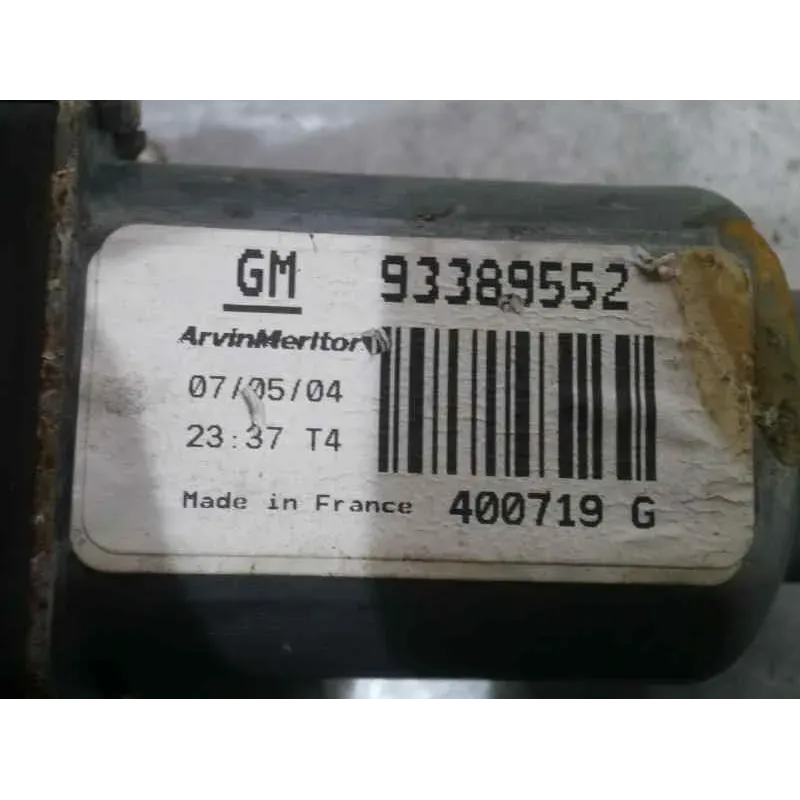 GM 93389552
ArvinMeritor
07/05/04
23:37 T4
Made in France 400719 G